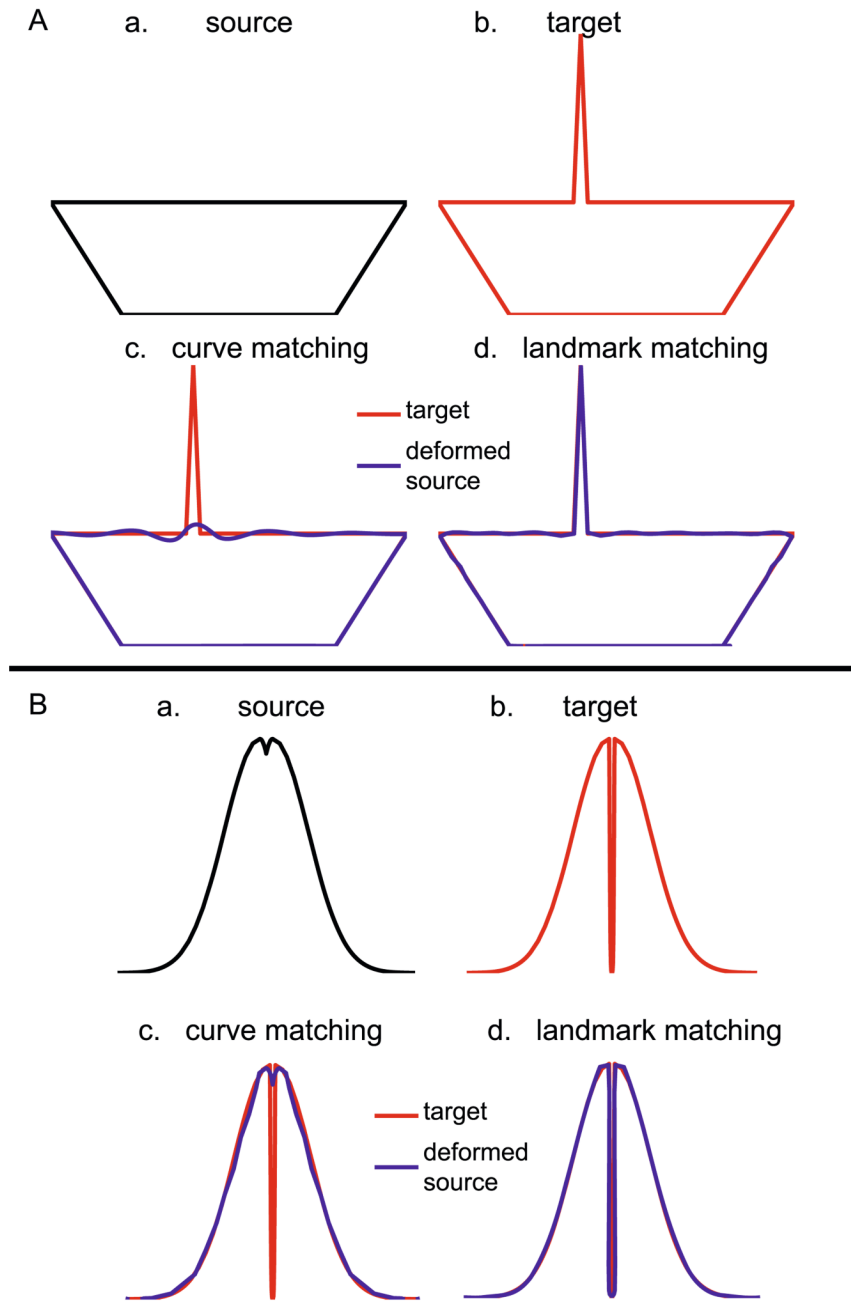 A
a. source
b. target
c. curve matching
d. landmark matching
target
deformed
source
B
a. source
b. target
c. curve matching
d. landmark matching
target
deformed
source